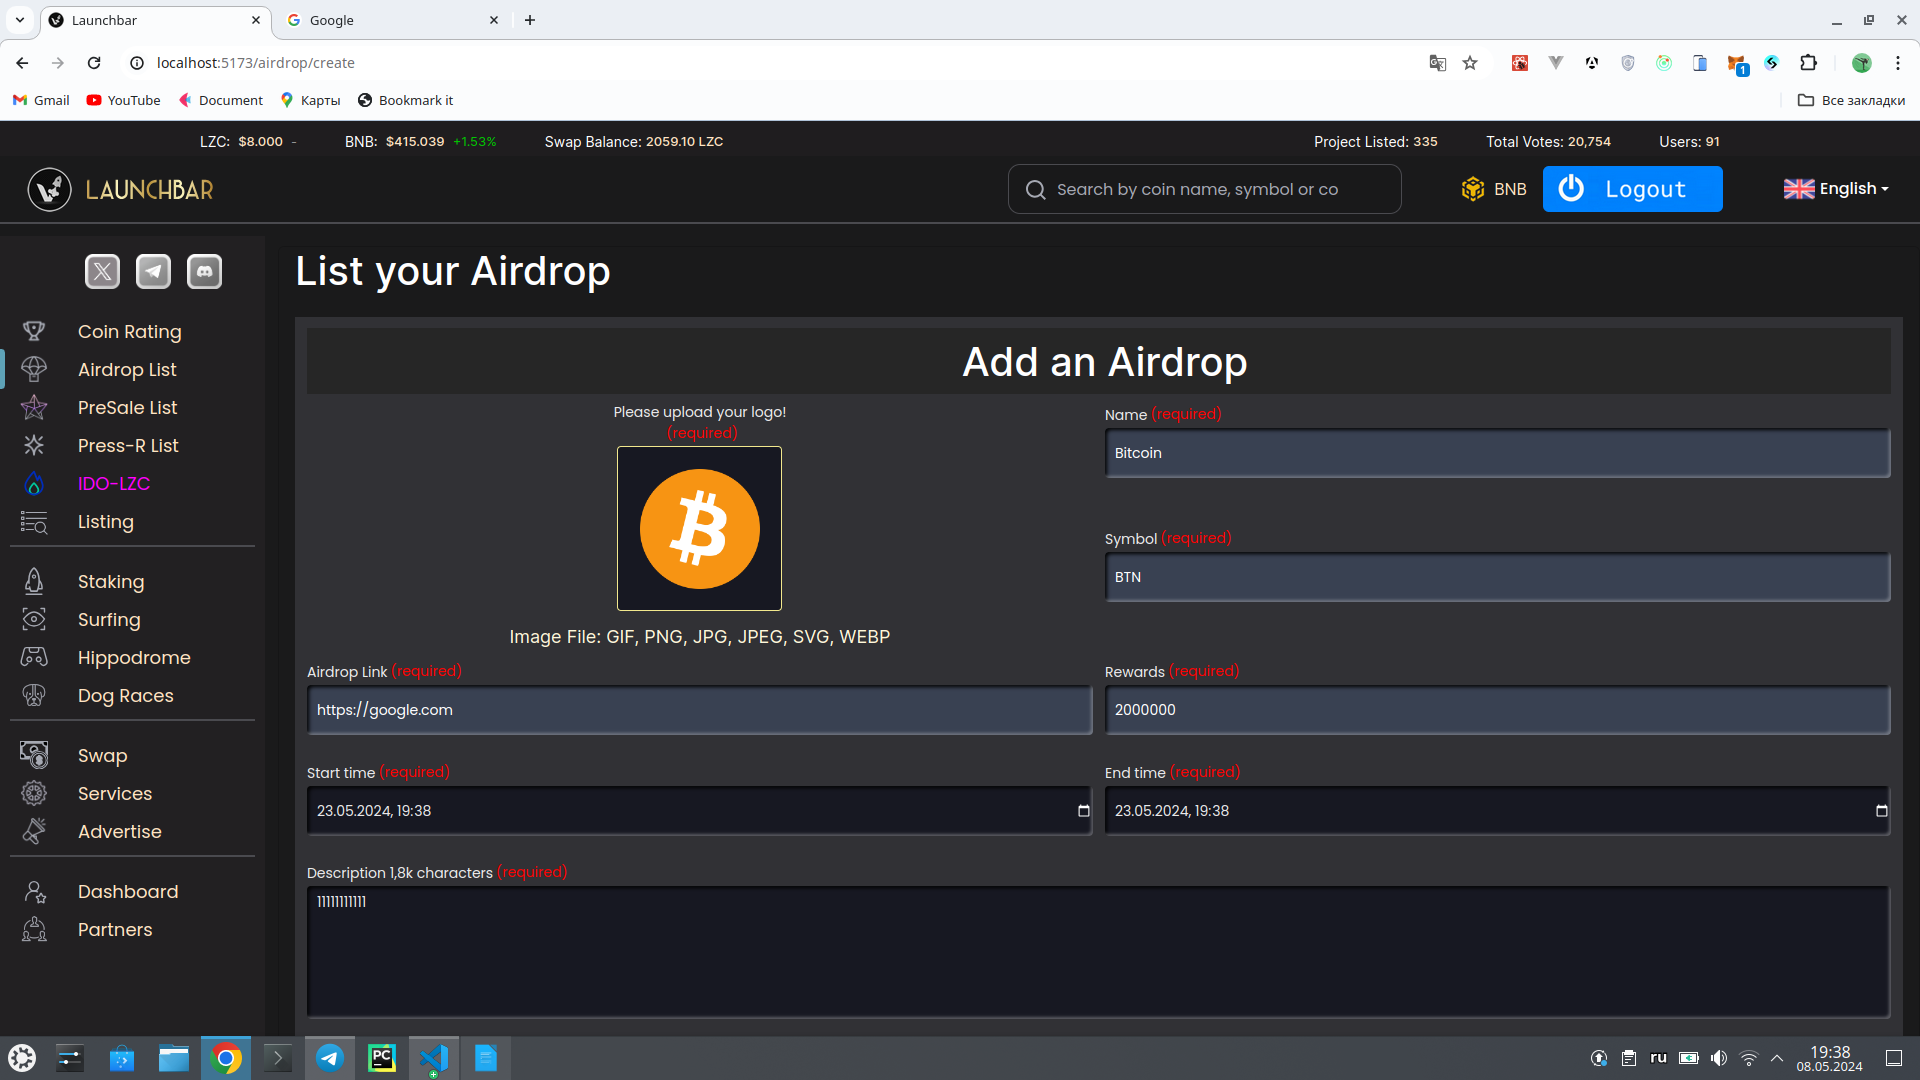 Launchbar
Google
localhost:5173/airdrop/create
1
Gmail
YouTube
Document
Карты
Bookmark it
Все закладки
LZC: $8.000 -
BNB: $415.039 +1.53%
Swap Balance: 2059.10 LZC
Project Listed: 335
Total Votes: 20,754
Users: 91
LAUNCHBAR
Search by coin name, symbol or co
BNB
Logout
English
Coin Rating
Airdrop List
PreSale List
Press-R List
IDO-LZC
Listing
Staking
Surfing
Hippodrome
Dog Races
Swap
Services
Advertise
Dashboard
Partners
List your Airdrop
Add an Airdrop
Please upload your logo!
(required)
Image File: GIF, PNG, JPG, JPEG, SVG, WEBP
Name (required)
Bitcoin
Symbol (required)
BTN
Airdrop Link (required)
https://google.com
Rewards (required)
2000000
Start time (required)
23.05.2024, 19:38
End time (required)
23.05.2024, 19:38
Description 1,8k characters (required)
11111111111
PC
ru
19:38
08.05.2024